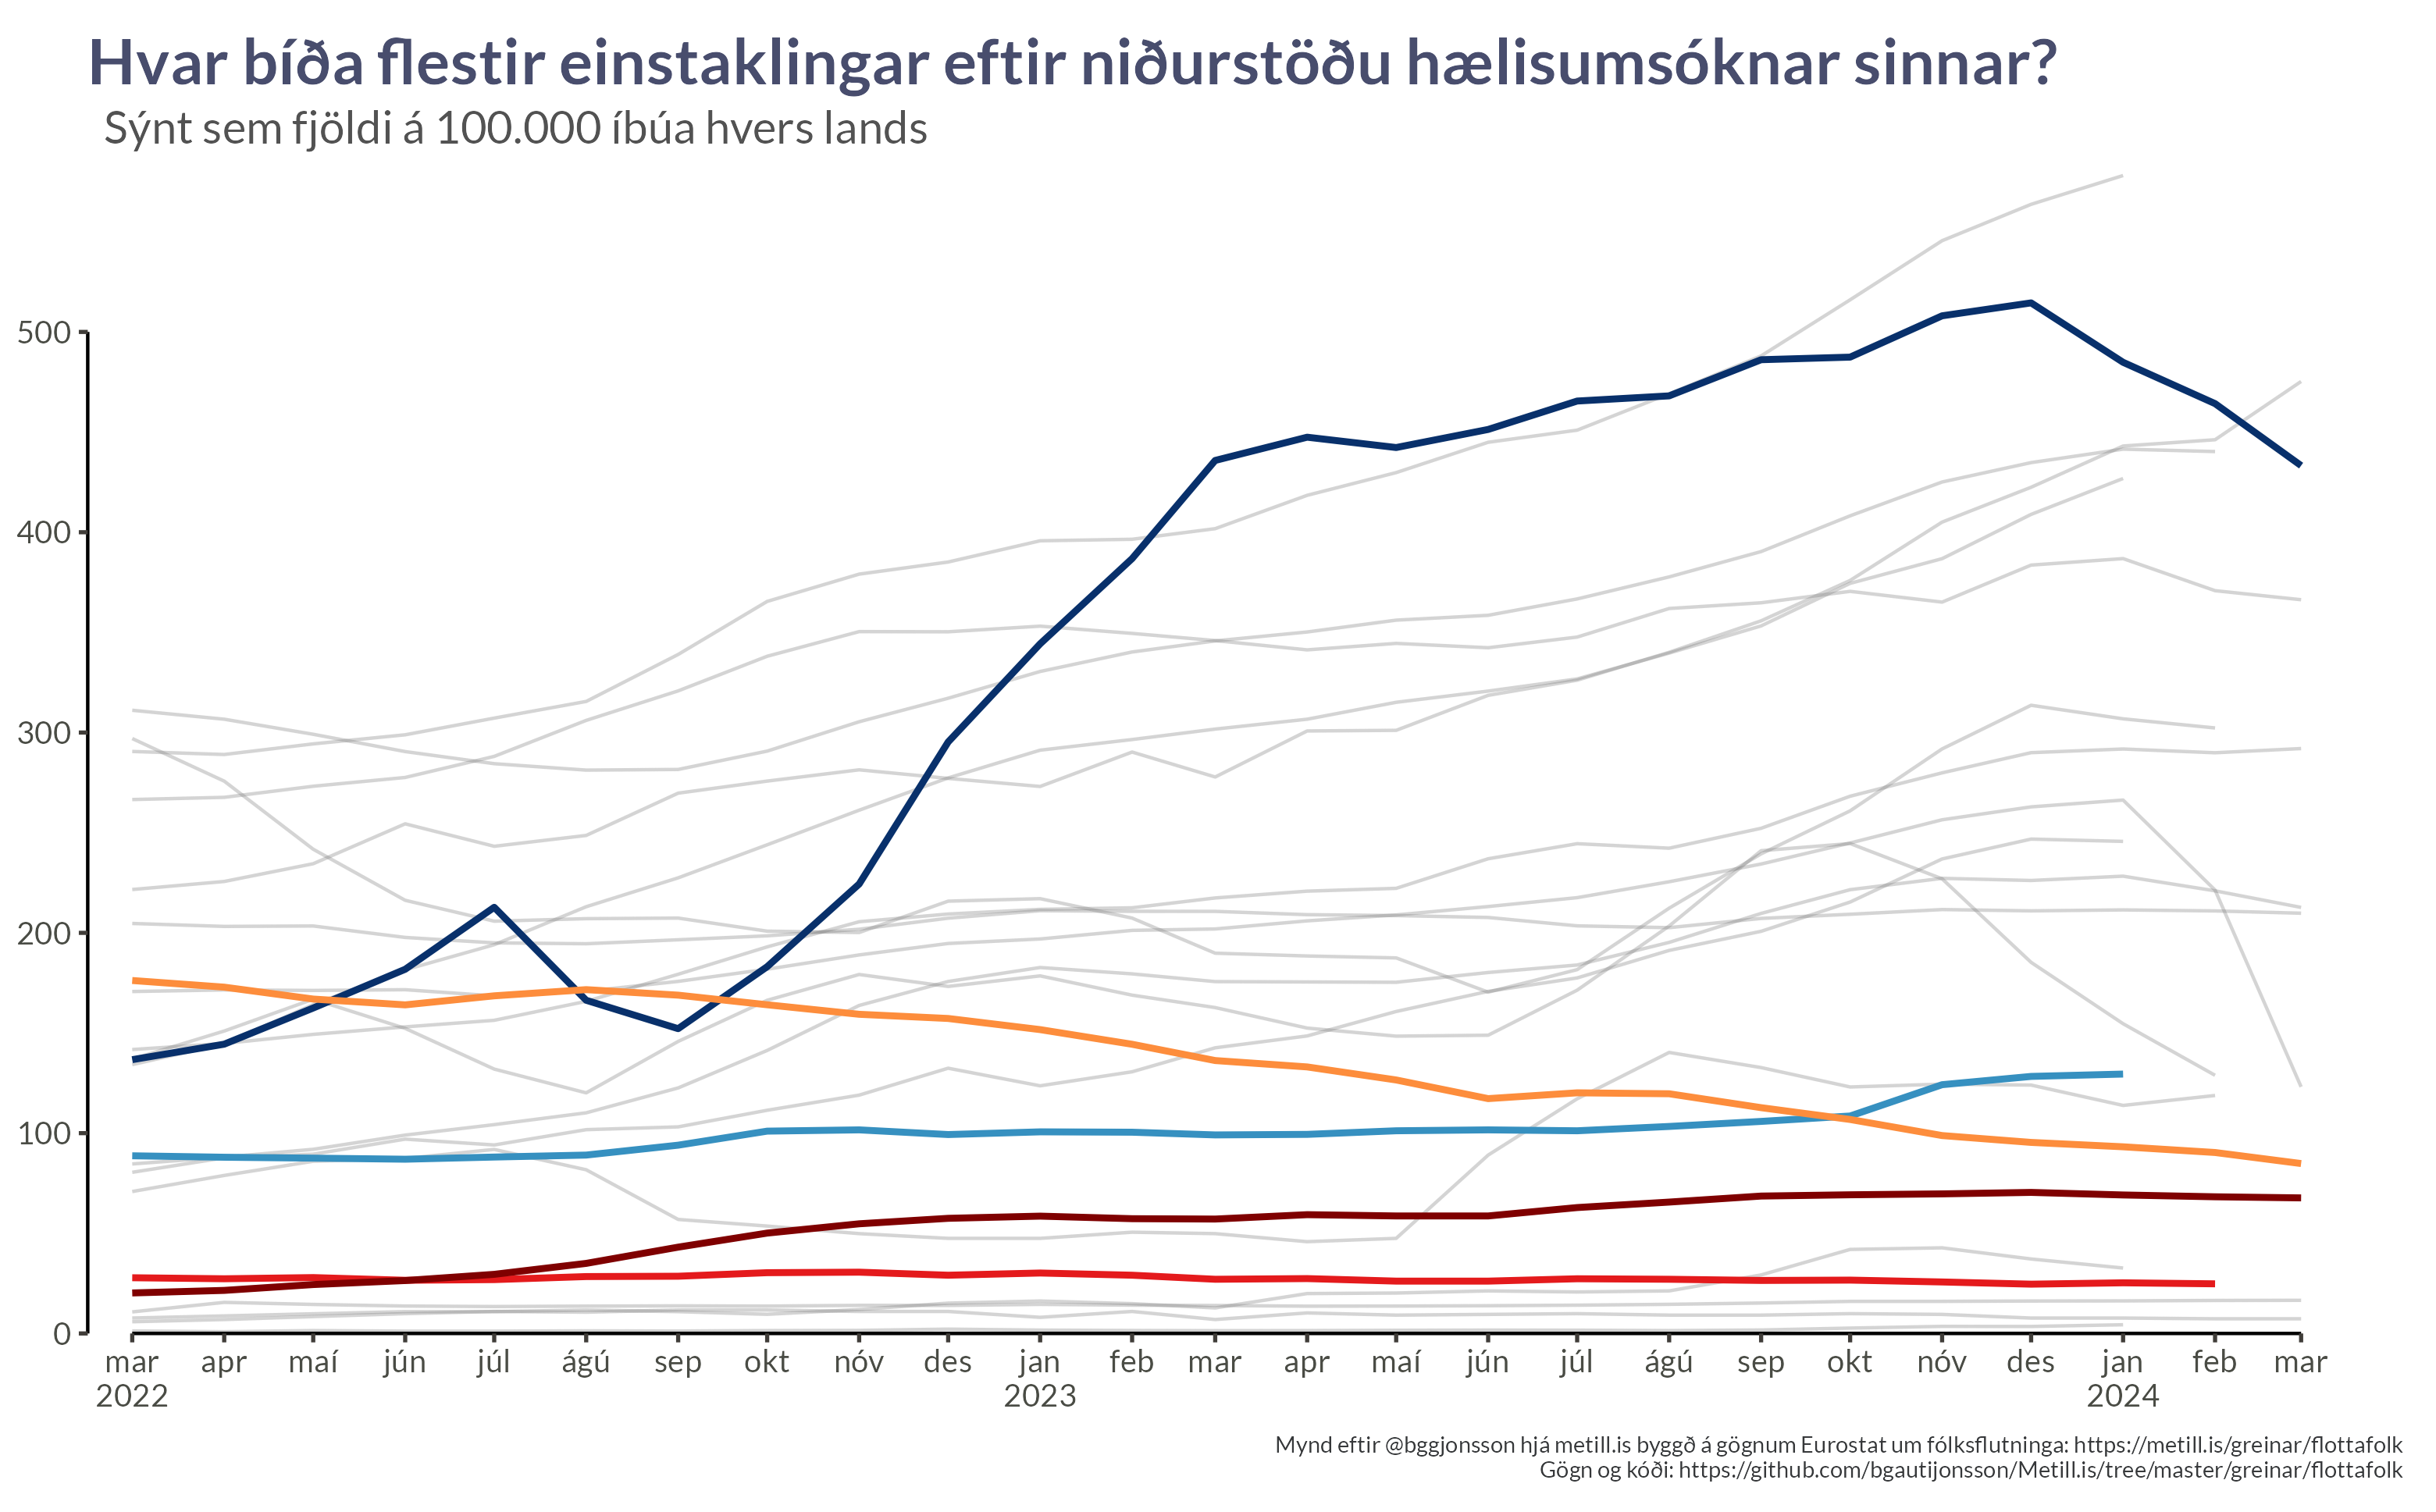 Hvar bíða flestir einstaklingar eftir niðurstöðu hælisumsóknar sinnar?
Sýnt sem fjöldi á 100.000 íbúa hvers lands
500
400
300
200
100
0
mar apr maí jún júl ágú sep okt nóv des jan feb mar apr maí jún júl ágú sep okt nóv des jan feb mar
2022 2023 2024
Mynd eftir @bggjonsson hjá metill.is byggð á gögnum Eurostat um fólksflutninga: https://metill.is/greinar/flottafolk
Gögn og kóði: https://github.com/bgautijonsson/Metill.is/tree/master/greinar/flottafolk